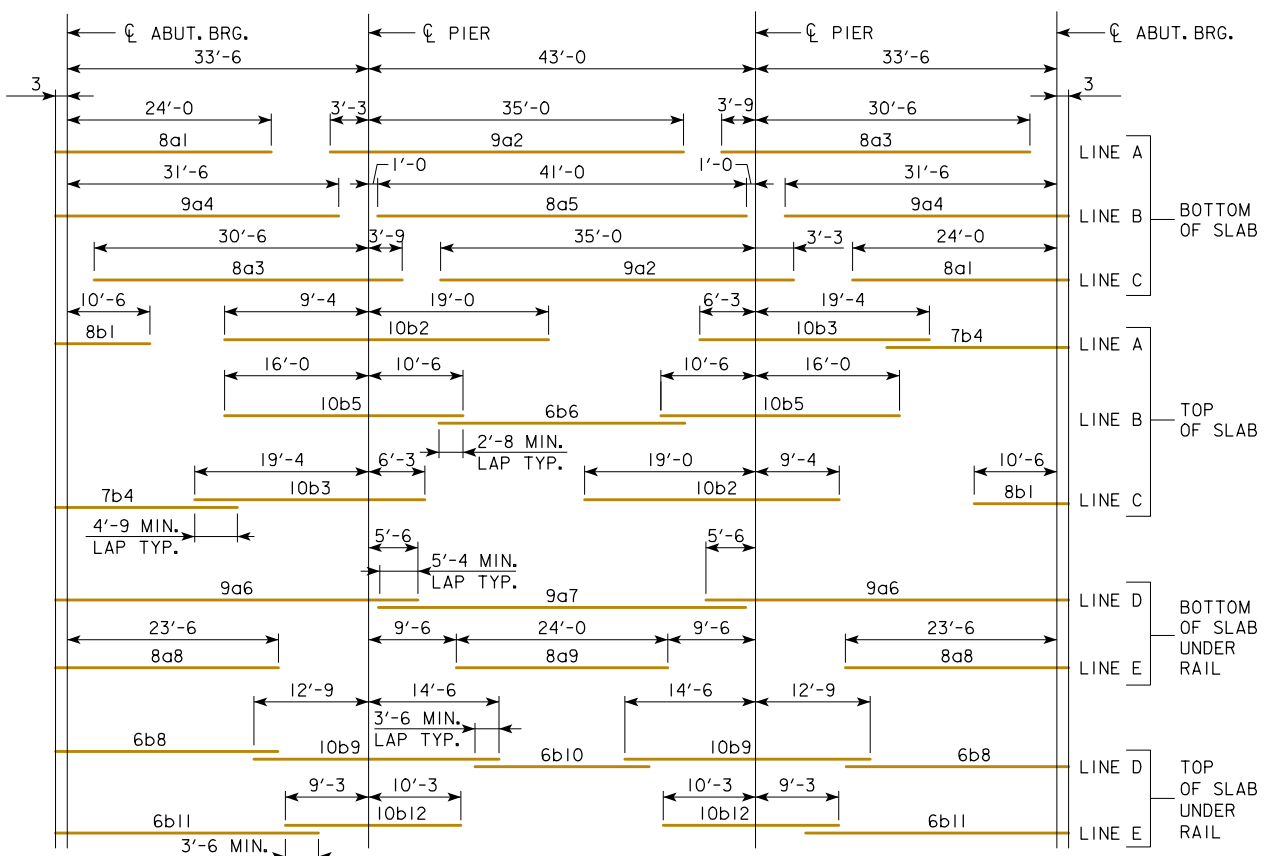 ℄ ABUT. BRG. ℄ PIER ℄ PIER ℄ ABUT. BRG.
33'-6 43'-0 33'-6
3 3
24'-0 3'-3 35'-0 3'-9 30'-6
8a1 9a2 8a3 LINE A
1'-0 1'-0
31'-6 41'-0 31'-6
9a4 8a5 9a4 LINE B
BOTTOM
OF SLAB
30'-6 3'-9 35'-0 3'-3 24'-0
8a3 9a2 8a1 LINE C
10'-6 9'-4 19'-0 6'-3 19'-4
8b1 10b2 10b3 7b4 LINE A
16'-0 10'-6 10'-6 16'-0
10b5 6b6 10b5 LINE B
TOP
OF SLAB
2'-8 MIN.
LAP TYP.
19'-4 6'-3 19'-0 9'-4 10'-6
7b4 10b3 10b2 8b1 LINE C
4'-9 MIN.
LAP TYP.
5'-6 5'-6
5'-4 MIN.
LAP TYP.
9a6 9a7 9a6 LINE D
BOTTOM
OF SLAB
UNDER
RAIL
23'-6 9'-6 24'-0 9'-6 23'-6
8a8 8a9 8a8 LINE E
12'-9 14'-6 14'-6 12'-9
3'-6 MIN.
LAP TYP.
6b8 10b9 6b10 10b9 6b8 LINE D
TOP
OF SLAB
UNDER
RAIL
9'-3 10'-3 10'-3 9'-3
6b11 10b12 10b12 6b11 LINE E
3'-6 MIN.